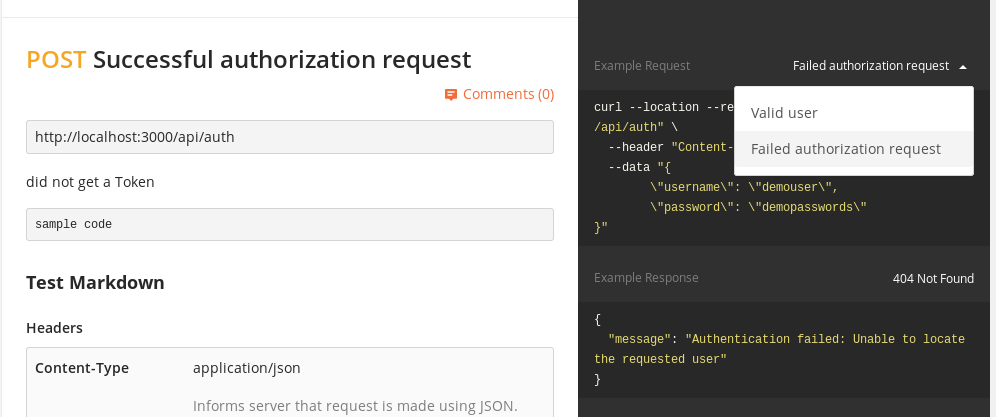 POST Successful authorization request
Comments (0)
http://localhost:3000/api/auth
did not get a Token
sample code
Test Markdown
Headers
Content-Type application/json
Informs server that request is made using JSON.
Example Request Failed authorization request
Valid user
Failed authorization request
curl --location --re
/api/auth" \
--header "Content-
--data "{
\"username\": \"demouser\",
\"password\": \"demopasswords\"
}"
Example Response 404 Not Found
{
"message": "Authentication failed: Unable to locate
the requested user"
}